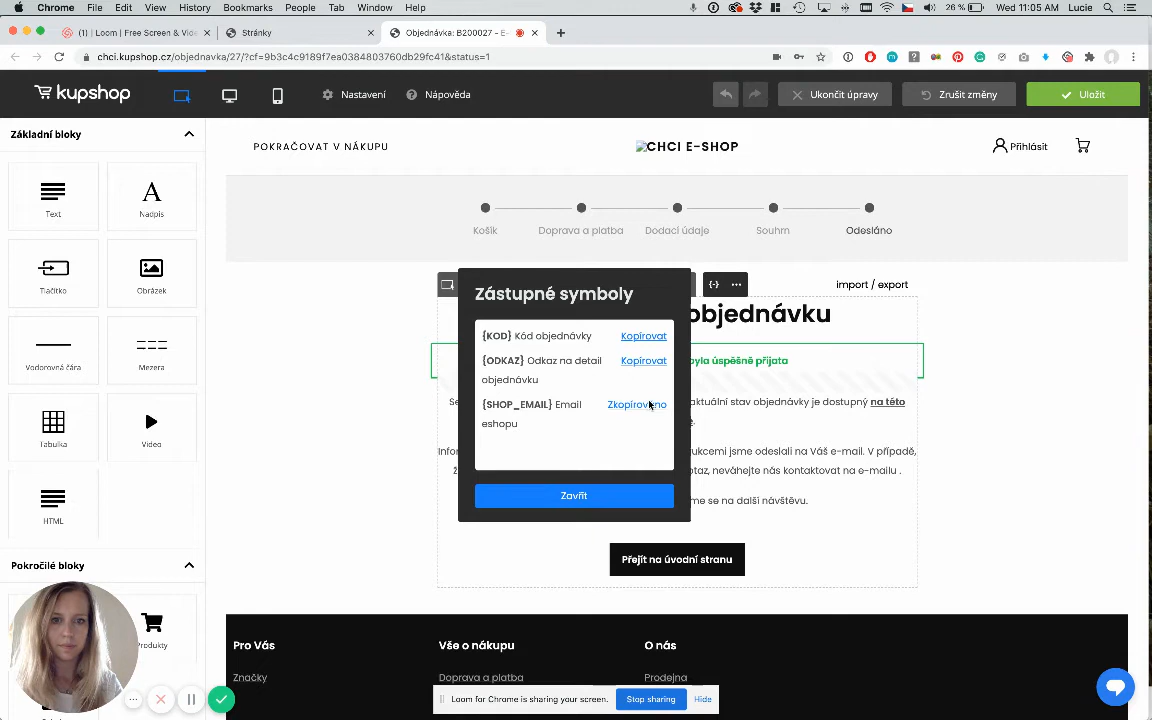 Chrome File Edit View History Bookmarks People Tab Window Help
26 % Wed 11:05 AM Lucie
(1) | Loom | Free Screen & Vide
Stránky
Objednávka: B200027 - E-
chci.kupshop.cz/objednavka/27/?cf=9b3c4c9189f7ea0384803760db29fc41&status=1
kupshop
Nastavení
Nápověda
Ukončit úpravy
Zrušit změny
Uložit
Základní bloky
Text
Nadpis
Tlačítko
Obrázek
Vodorovná čára
Mezera
Tabulka
Video
HTML
Pokročilé bloky
Produkty
POKRAČOVAT V NÁKUPU
CHCI E-SHOP
Přihlásit
Košík
Doprava a platba
Dodací údaje
Souhrn
Odesláno
import / export
objednávku
byla úspěšně přijata
aktuální stav objednávky je dostupný na této
ukcemi jsme odeslali na Váš e-mail. V případě,
otaz, neváhejte nás kontaktovat na e-mailu .
me se na další návštěvu.
Přejít na úvodní stranu
Zástupné symboly
{KOD} Kód objednávky Kopírovat
{ODKAZ} Odkaz na detail Kopírovat
objednávku
{SHOP_EMAIL} Email Zkopírováno
eshopu
Zavřít
Pro Vás
Vše o nákupu
O nás
Značky
Doprava a platba
Prodejna
Loom for Chrome is sharing your screen.
Stop sharing
Hide